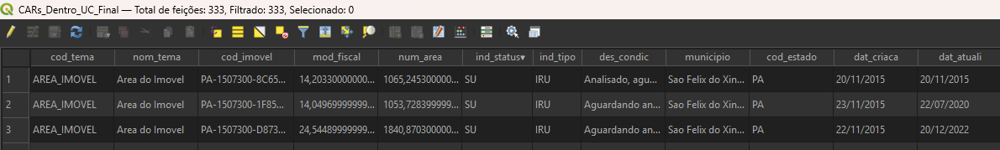 CARs_Dentro_UC_Final — Total de feições: 333, Filtrado: 333, Selecionado: 0
cod_tema nom_tema cod_imovel mod_fiscal num_area ind_status ind_tipo des_condic municipio cod_estado dat_criaca dat_atuali
1 AREA_IMOVEL Area do Imovel PA-1507300-8C65... 14,20330000000... 1065,245300000... SU IRU Analisado, agu... Sao Felix do Xin... PA 20/11/2015 20/11/2015
2 AREA_IMOVEL Area do Imovel PA-1507300-1F85... 14,04969999999... 1053,728399999... SU IRU Aguardando an... Sao Felix do Xin... PA 23/11/2015 22/07/2020
3 AREA_IMOVEL Area do Imovel PA-1507300-D873... 24,54489999999... 1840,870300000... SU IRU Aguardando an... Sao Felix do Xin... PA 22/11/2015 20/12/2022